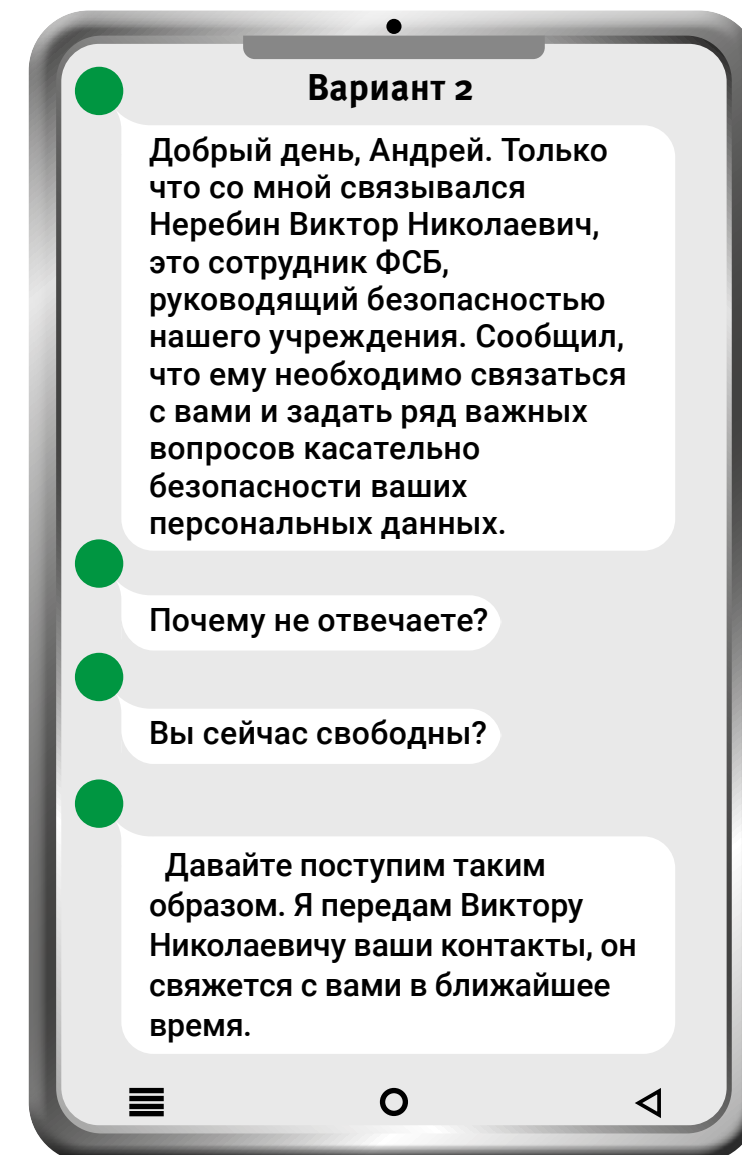 Вариант 2
Добрый день, Андрей. Только
что со мной связывался
Неребин Виктор Николаевич,
это сотрудник ФСБ,
руководящий безопасностью
нашего учреждения. Сообщил,
что ему необходимо связаться
с вами и задать ряд важных
вопросов касательно
безопасности ваших
персональных данных.
Почему не отвечаете?
Вы сейчас свободны?
Давайте поступим таким
образом. Я передам Виктору
Николаевичу ваши контакты, он
свяжется с вами в ближайшее
время.